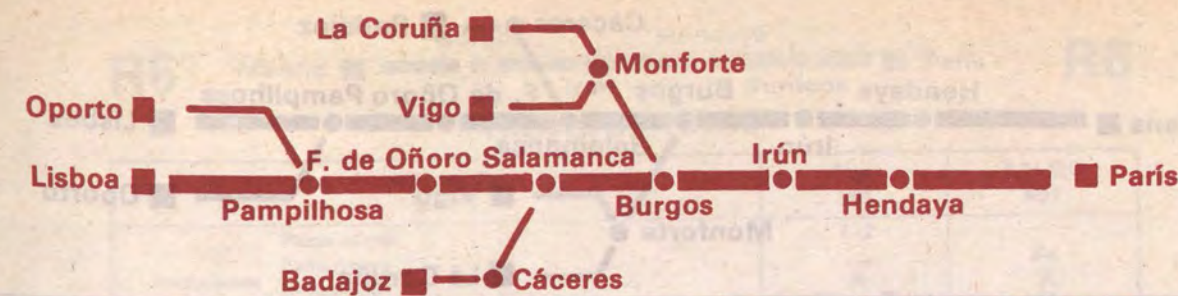 La Coruña
Monforte
Oporto
Vigo
F. de Oñoro Salamanca
Irún
Lisboa
París
Pampilhosa
Burgos
Hendaya
Badajoz
Cáceres